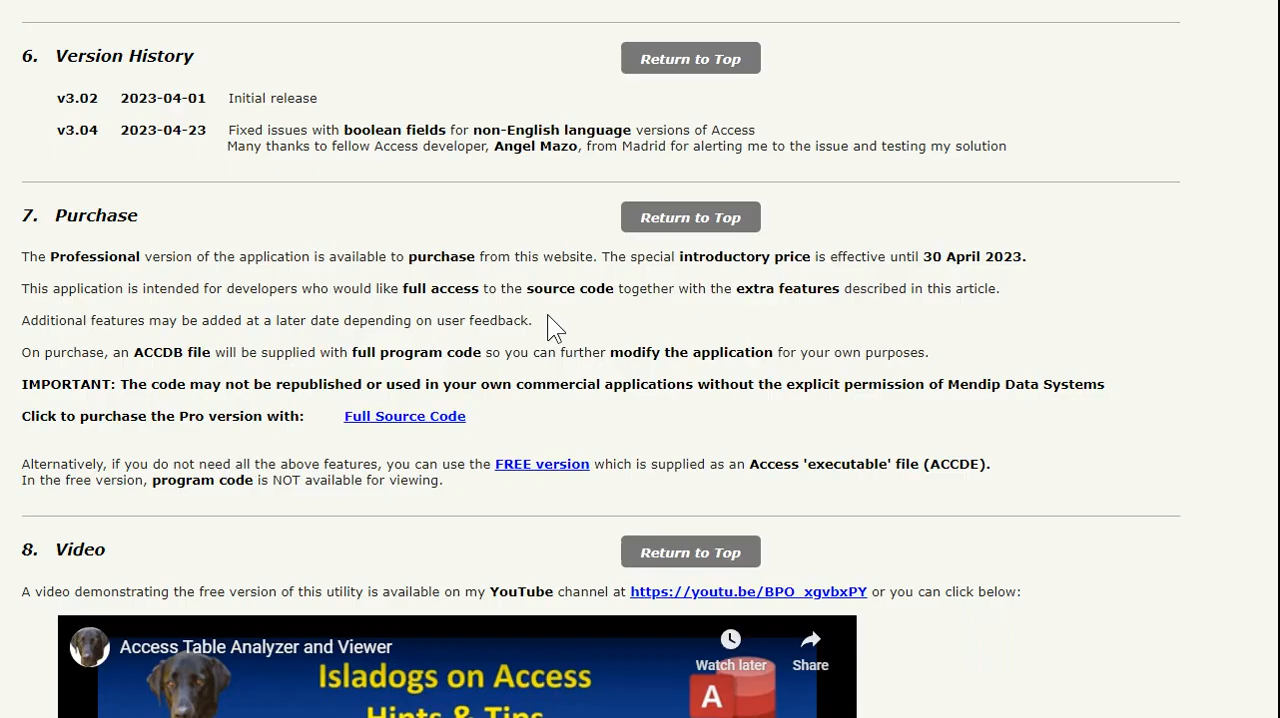 6. Version History
Return to Top
v3.02 2023-04-01 Initial release
v3.04 2023-04-23 Fixed issues with boolean fields for non-English language versions of Access
Many thanks to fellow Access developer, Angel Mazo, from Madrid for alerting me to the issue and testing my solution
7. Purchase
Return to Top
The Professional version of the application is available to purchase from this website. The special introductory price is effective until 30 April 2023.
This application is intended for developers who would like full access to the source code together with the extra features described in this article.
Additional features may be added at a later date depending on user feedback.
On purchase, an ACCDB file will be supplied with full program code so you can further modify the application for your own purposes.
IMPORTANT: The code may not be republished or used in your own commercial applications without the explicit permission of Mendip Data Systems
Click to purchase the Pro version with: Full Source Code
Alternatively, if you do not need all the above features, you can use the FREE version which is supplied as an Access 'executable' file (ACCDE).
In the free version, program code is NOT available for viewing.
8. Video
Return to Top
A video demonstrating the free version of this utility is available on my YouTube channel at https://youtu.be/BPO_xgvbxPY or you can click below:
Access Table Analyzer and Viewer
Watch later
Share
Isladogs on Access
Hints & Tips
A